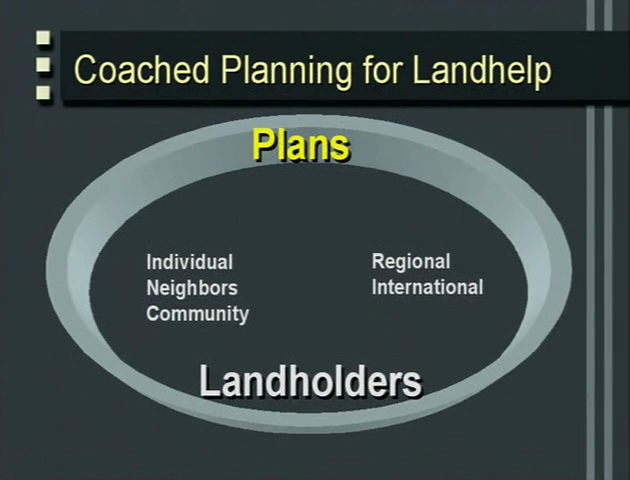 Coached Planning for Landhelp
Plans
Individual
Neighbors
Community
Regional
International
Landholders